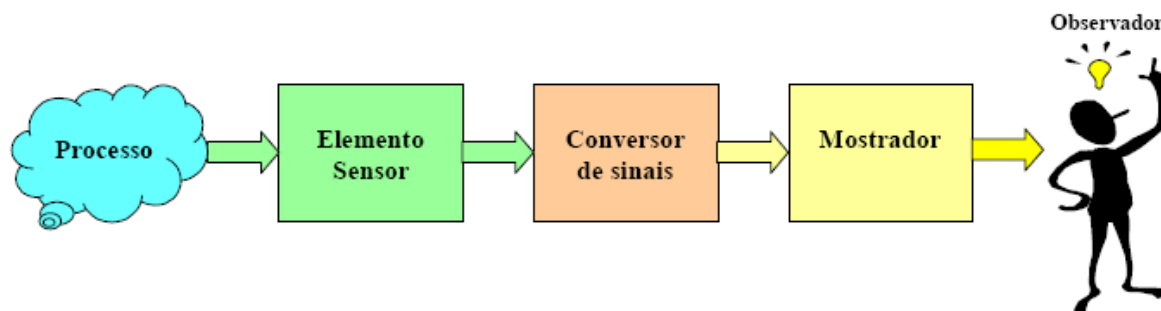 Observador
Processo
Elemento
Sensor
Conversor
de sinais
Mostrador